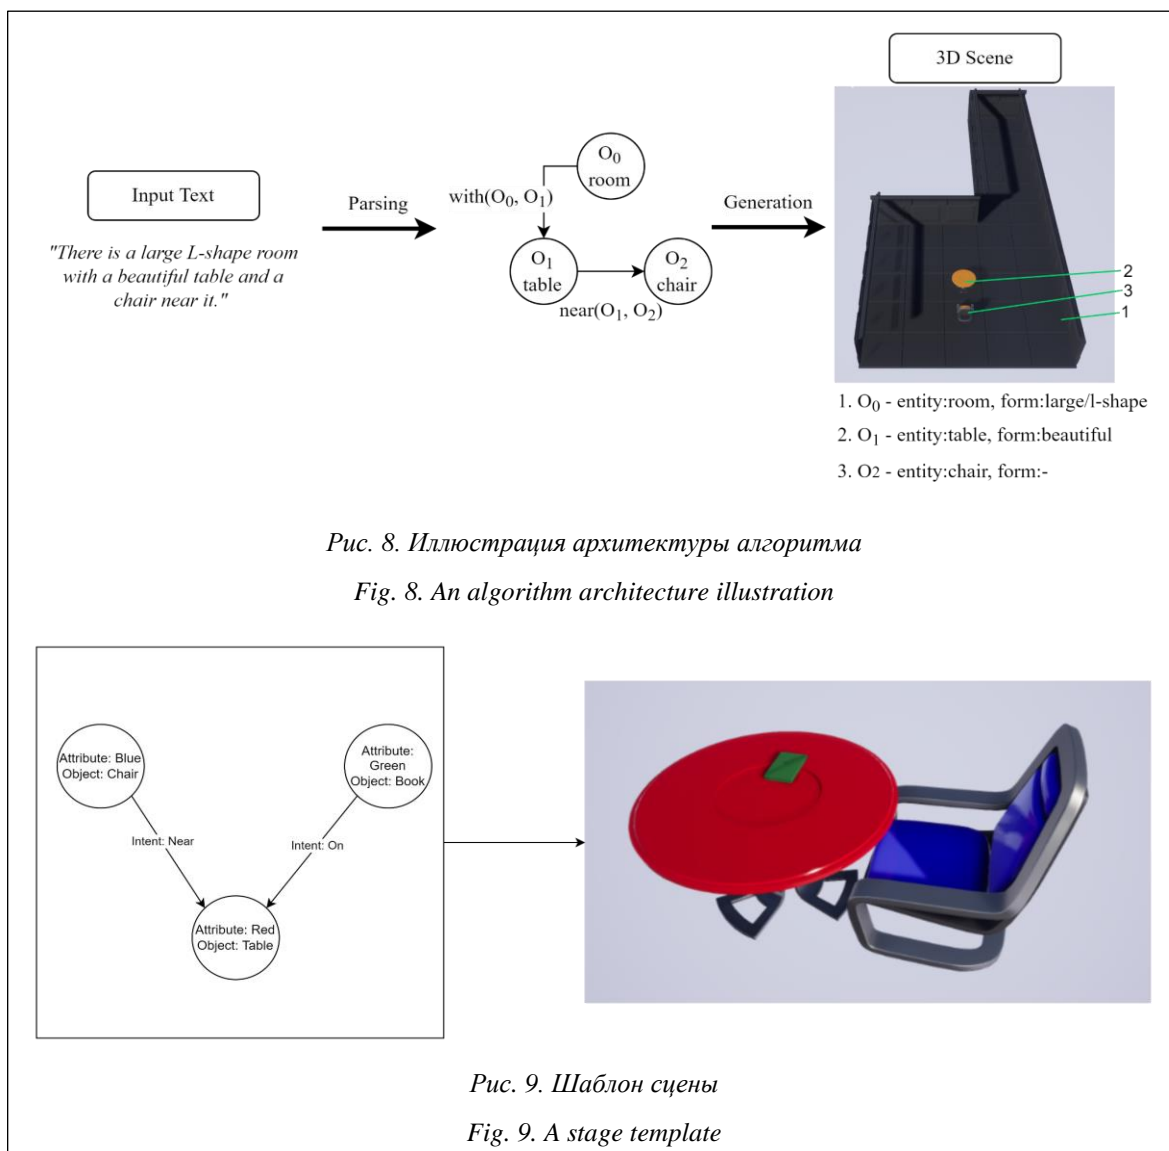 3D Scene
Input Text
"There is a large L-shape room
with a beautiful table and a
chair near it."
Parsing
O0
room
with(O0, O1)
O1
table
O2
chair
near(O1, O2)
Generation
2
3
1
1. O0 - entity:room, form:large/l-shape
2. O1 - entity:table, form:beautiful
3. O2 - entity:chair, form:-
Рис. 8. Иллюстрация архитектуры алгоритма
Fig. 8. An algorithm architecture illustration
Attribute: Blue
Object: Chair
Attribute:
Green
Object: Book
Intent: Near
Intent: On
Attribute: Red
Object: Table
Рис. 9. Шаблон сцены
Fig. 9. A stage template